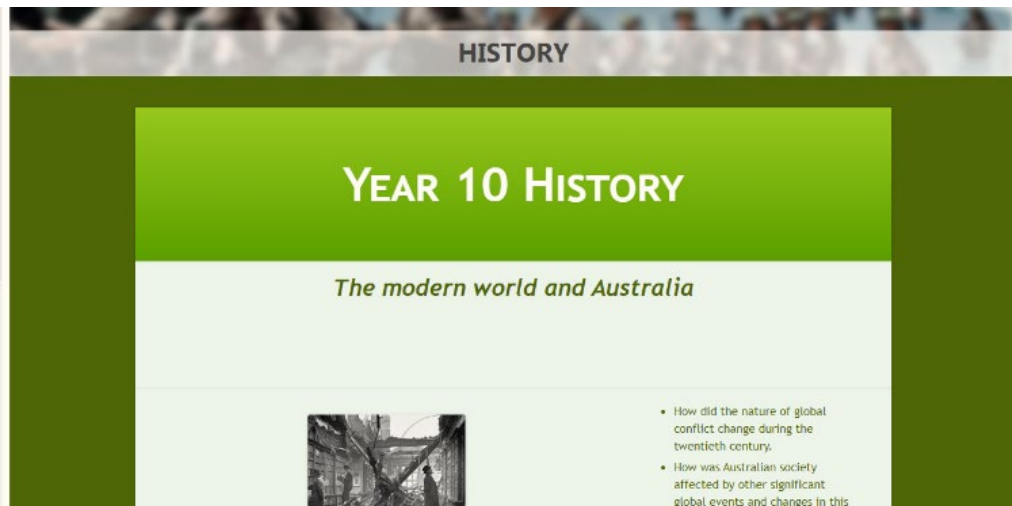 HISTORY
YEAR 10 HISTORY
The modern world and Australia
• How did the nature of global
conflict change during the
twentieth century.
• How was Australian society
affected by other significant
global events and changes in this